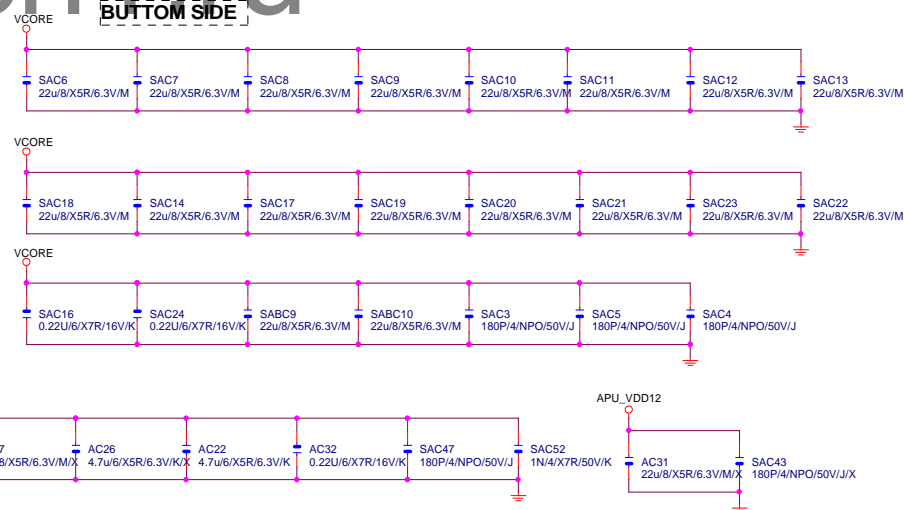 BUTTOM SIDE
VCORE
SAC6 SAC7 SAC8 SAC9 SAC10 SAC11 SAC12 SAC13
22u/8/X5R/6.3V/M 22u/8/X5R/6.3V/M 22u/8/X5R/6.3V/M 22u/8/X5R/6.3V/M 22u/8/X5R/6.3V/M 22u/8/X5R/6.3V/M 22u/8/X5R/6.3V/M 22u/8/X5R/6.3V/M
VCORE
SAC18 SAC14 SAC17 SAC19 SAC20 SAC21 SAC23 SAC22
22u/8/X5R/6.3V/M 22u/8/X5R/6.3V/M 22u/8/X5R/6.3V/M 22u/8/X5R/6.3V/M 22u/8/X5R/6.3V/M 22u/8/X5R/6.3V/M 22u/8/X5R/6.3V/M 22u/8/X5R/6.3V/M
VCORE
SAC16 SAC24 SABC9 SABC10 SAC3 SAC5 SAC4
0.22U/6/X7R/16V/K 0.22U/6/X7R/16V/K 22u/8/X5R/6.3V/M 22u/8/X5R/6.3V/M 180P/4/NPO/50V/J 180P/4/NPO/50V/J 180P/4/NPO/50V/J
APU_VDD12
7 AC26 AC22 AC32 SAC47 SAC52 AC31 SAC43
8/X5R/6.3V/M/X 4.7u/6/X5R/6.3V/K/X 4.7u/6/X5R/6.3V/K 0.22U/6/X7R/16V/K 180P/4/NPO/50V/J 1N/4/X7R/50V/K 22u/8/X5R/6.3V/M/X 180P/4/NPO/50V/J/X